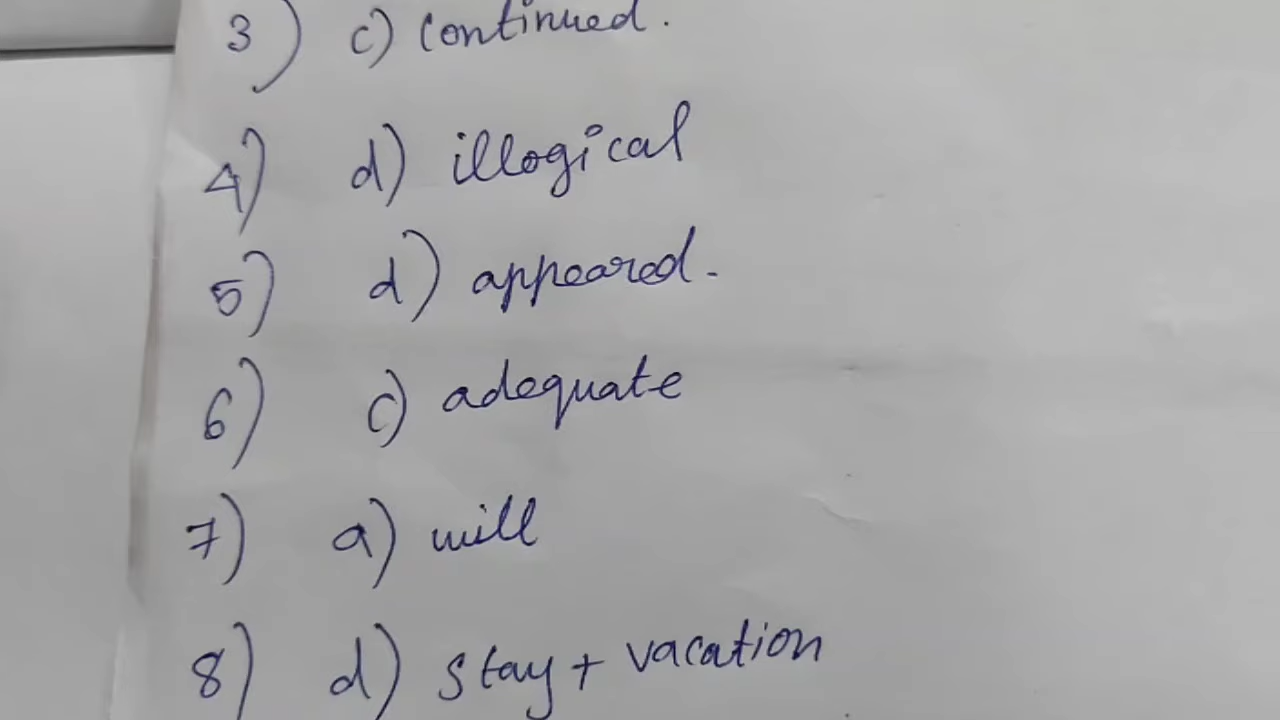 3) c) continued.
4) d) illogical
5) d) appeared.
6) c) adequate
7) a) will
8) d) stay + vacation